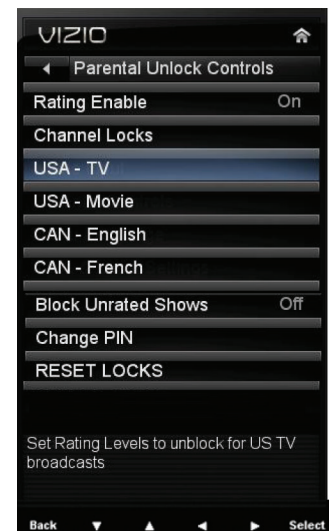 VIZIO
Parental Unlock Controls
Rating Enable On
Channel Locks
USA - TV
USA - Movie
CAN - English
CAN - French
Block Unrated Shows Off
Change PIN
RESET LOCKS
Set Rating Levels to unblock for US TV
broadcasts
Back Select